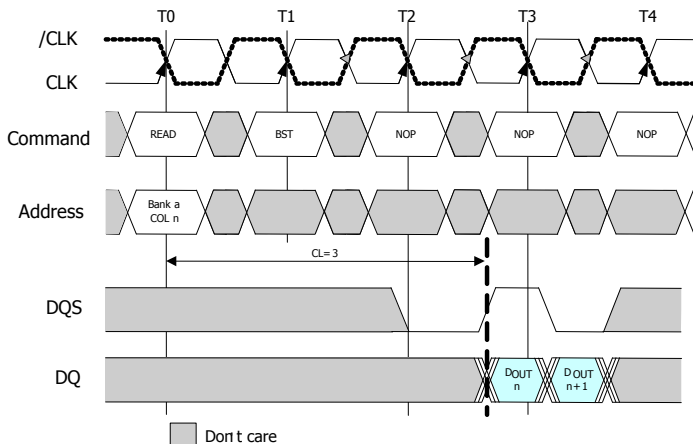 T0 T1 T2 T3 T4
/CLK
CLK
Command READ BST NOP NOP NOP
Address Bank a
COL n
CL=3
DQS
DQ DOUT n DOUT n+1
Don't care